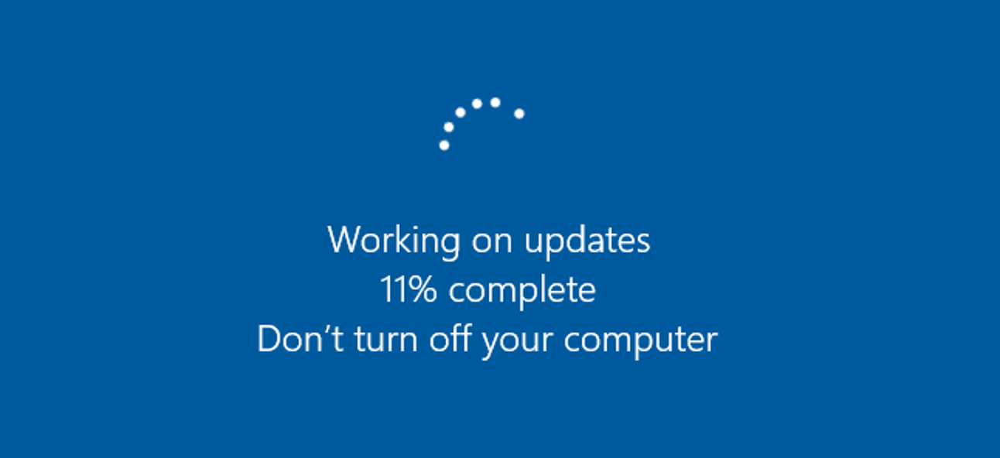 Working on updates
11% complete
Don’t turn off your computer